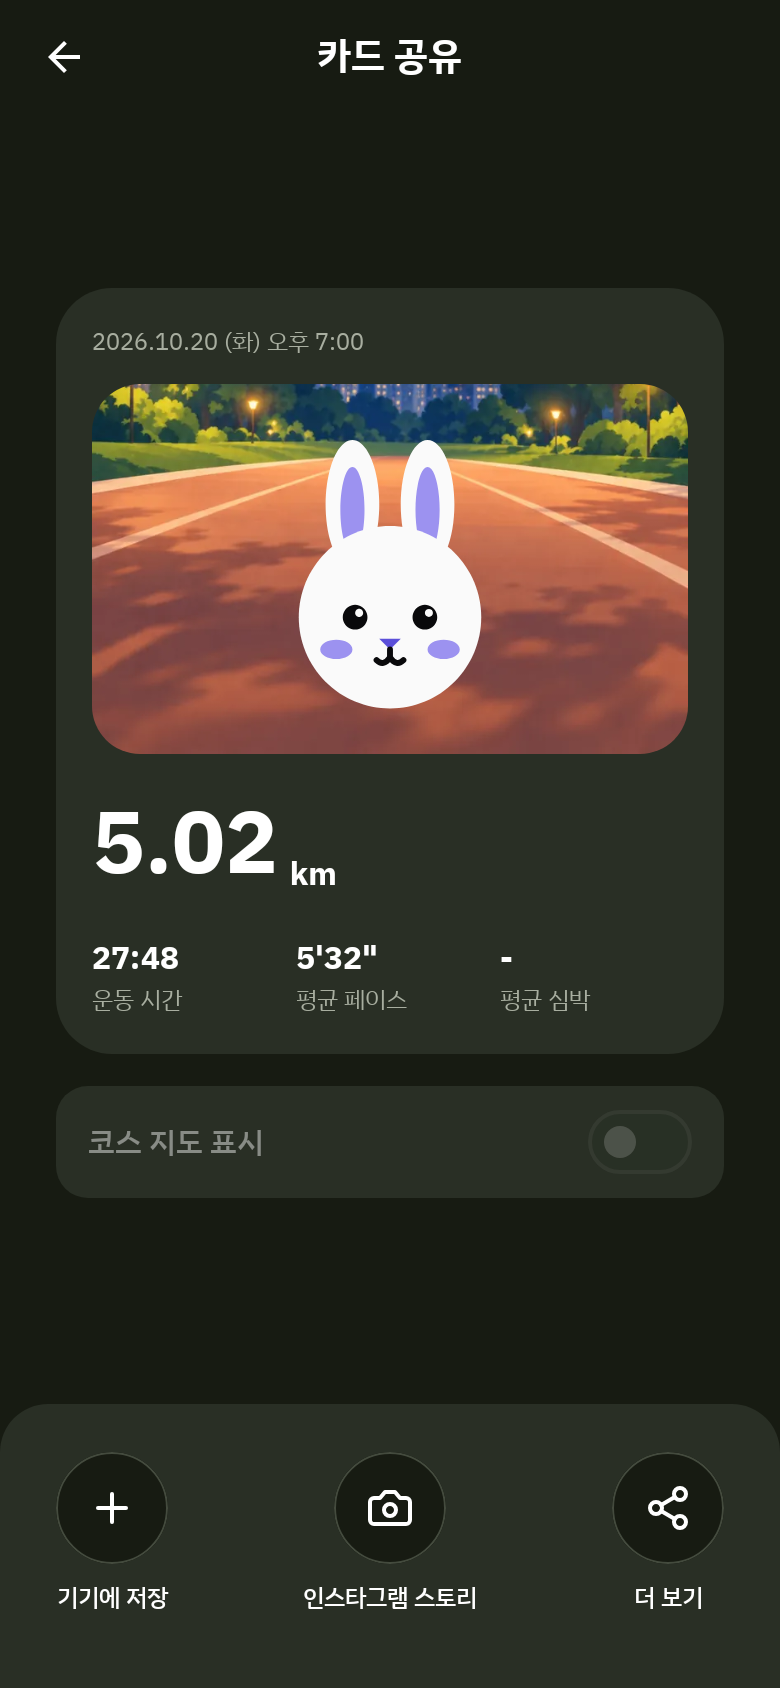 카드 공유
2026.10.20 (화) 오후 7:00
5.02 km
27:48 5'32" -
운동 시간 평균 페이스 평균 심박
코스 지도 표시
기기에 저장 인스타그램 스토리 더 보기